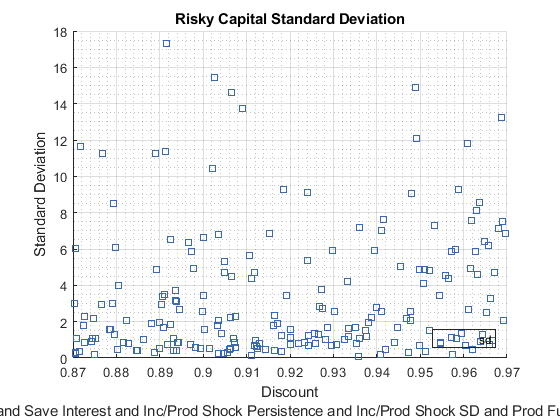 Risky Capital Standard Deviation
18
16
14
12
10
8
6
4
2
0
Standard Deviation
sd
0.87 0.88 0.89 0.9 0.91 0.92 0.93 0.94 0.95 0.96 0.97
Discount
and Save Interest and Inc/Prod Shock Persistence and Inc/Prod Shock SD and Prod Fu